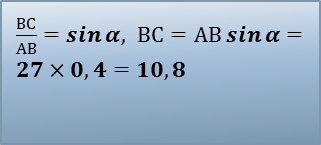 BC/AB = sin α, BC = AB sin α =
27 × 0,4 = 10,8